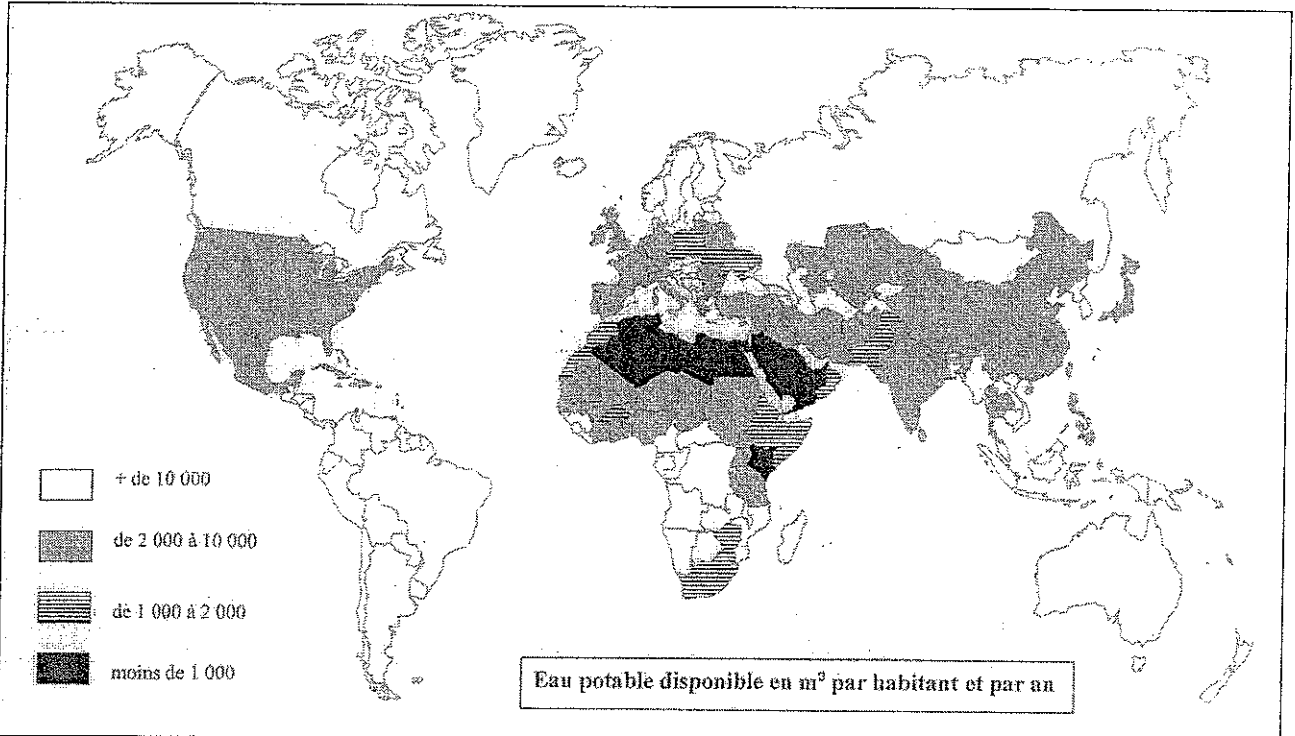 + de 10 000
de 2 000 à 10 000
de 1 000 à 2 000
moins de 1 000
Eau potable disponible en m³ par habitant et par an